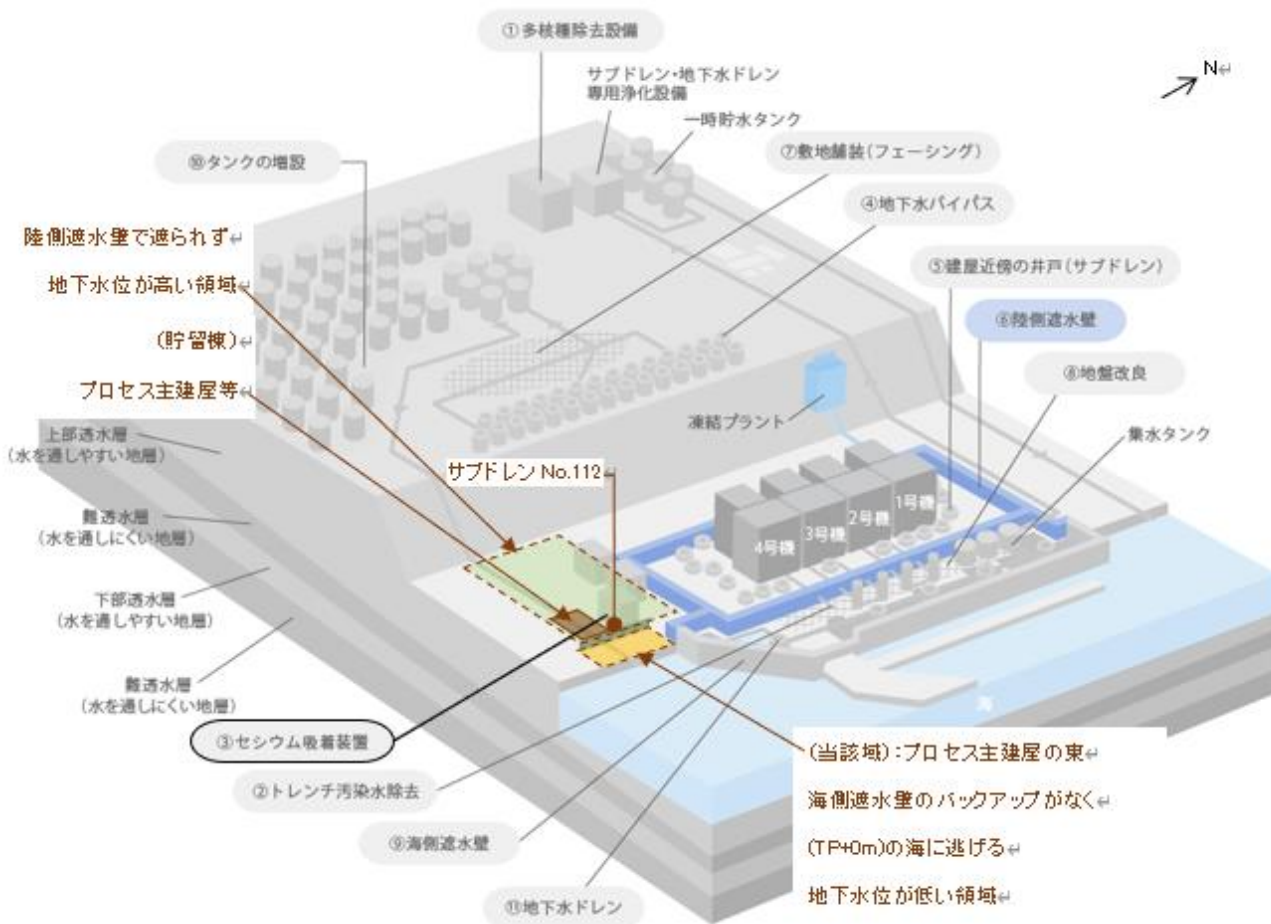 ①多核種除去設備
サブドレン・地下水ドレン
専用浄化設備
一時貯水タンク
N↵
⑩タンクの増設
⑦敷地舗装(フェーシング)
④地下水バイパス
陸側遮水壁で遮られず↵
地下水位が高い領域↵
(貯留棟)↵
プロセス主建屋等↵
⑤建屋近傍の井戸(サブドレン)
⑥陸側遮水壁
⑧地盤改良
凍結プラント
集水タンク
上部透水層
(水を通しやすい地層)
サブドレン No.112↵
1号機
2号機
3号機
4号機
難透水層
(水を通しにくい地層)
下部透水層
(水を通しやすい地層)
難透水層
(水を通しにくい地層)
海
③セシウム吸着装置
②トレンチ汚染水除去
⑨海側遮水壁
⑪地下水ドレン
(当該域):プロセス主建屋の東↵
海側遮水壁のバックアップがなく↵
(TP+0m)の海に逃げる↵
地下水位が低い領域↵